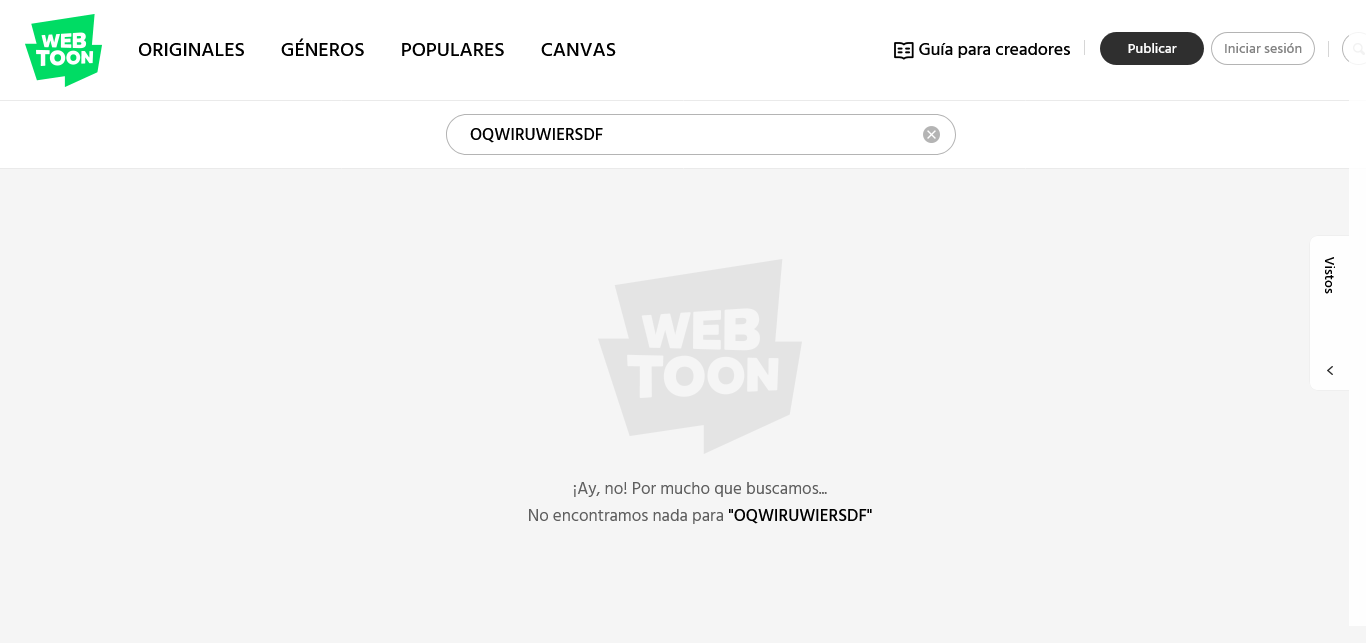 WEB
TOON
ORIGINALES
GÉNEROS
POPULARES
CANVAS
Guía para creadores
Publicar
Iniciar sesión
OQWIRUWIERSDF
Vistos
WEB
TOON
¡Ay, no! Por mucho que buscamos...
No encontramos nada para "OQWIRUWIERSDF"